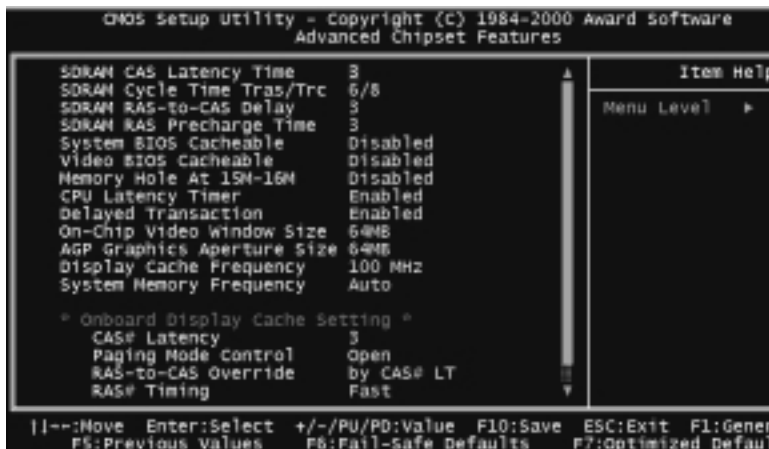 CMOS Setup Utility - Copyright (C) 1984-2000 Award Software
Advanced Chipset Features
SDRAM CAS Latency Time 3
SDRAM Cycle Time Tras/Trc 6/8
SDRAM RAS-to-CAS Delay 3
SDRAM RAS Precharge Time 3
System BIOS Cacheable Disabled
Video BIOS Cacheable Disabled
Memory Hole At 15M-16M Disabled
CPU Latency Timer Enabled
Delayed Transaction Enabled
On-Chip Video Window Size 64MB
AGP Graphics Aperture Size 64MB
Display Cache Frequency 100 MHz
System Memory Frequency Auto
* Onboard Display Cache Setting *
CAS# Latency 3
Paging Mode Control Open
RAS-to-CAS Override by CAS# LT
RAS# Timing Fast
Item Help
Menu Level ▸
||--:Move Enter:Select +/-/PU/PD:Value F10:Save ESC:Exit F1:Gener
F5:Previous Values F6:Fail-Safe Defaults F7:Optimized Defaul